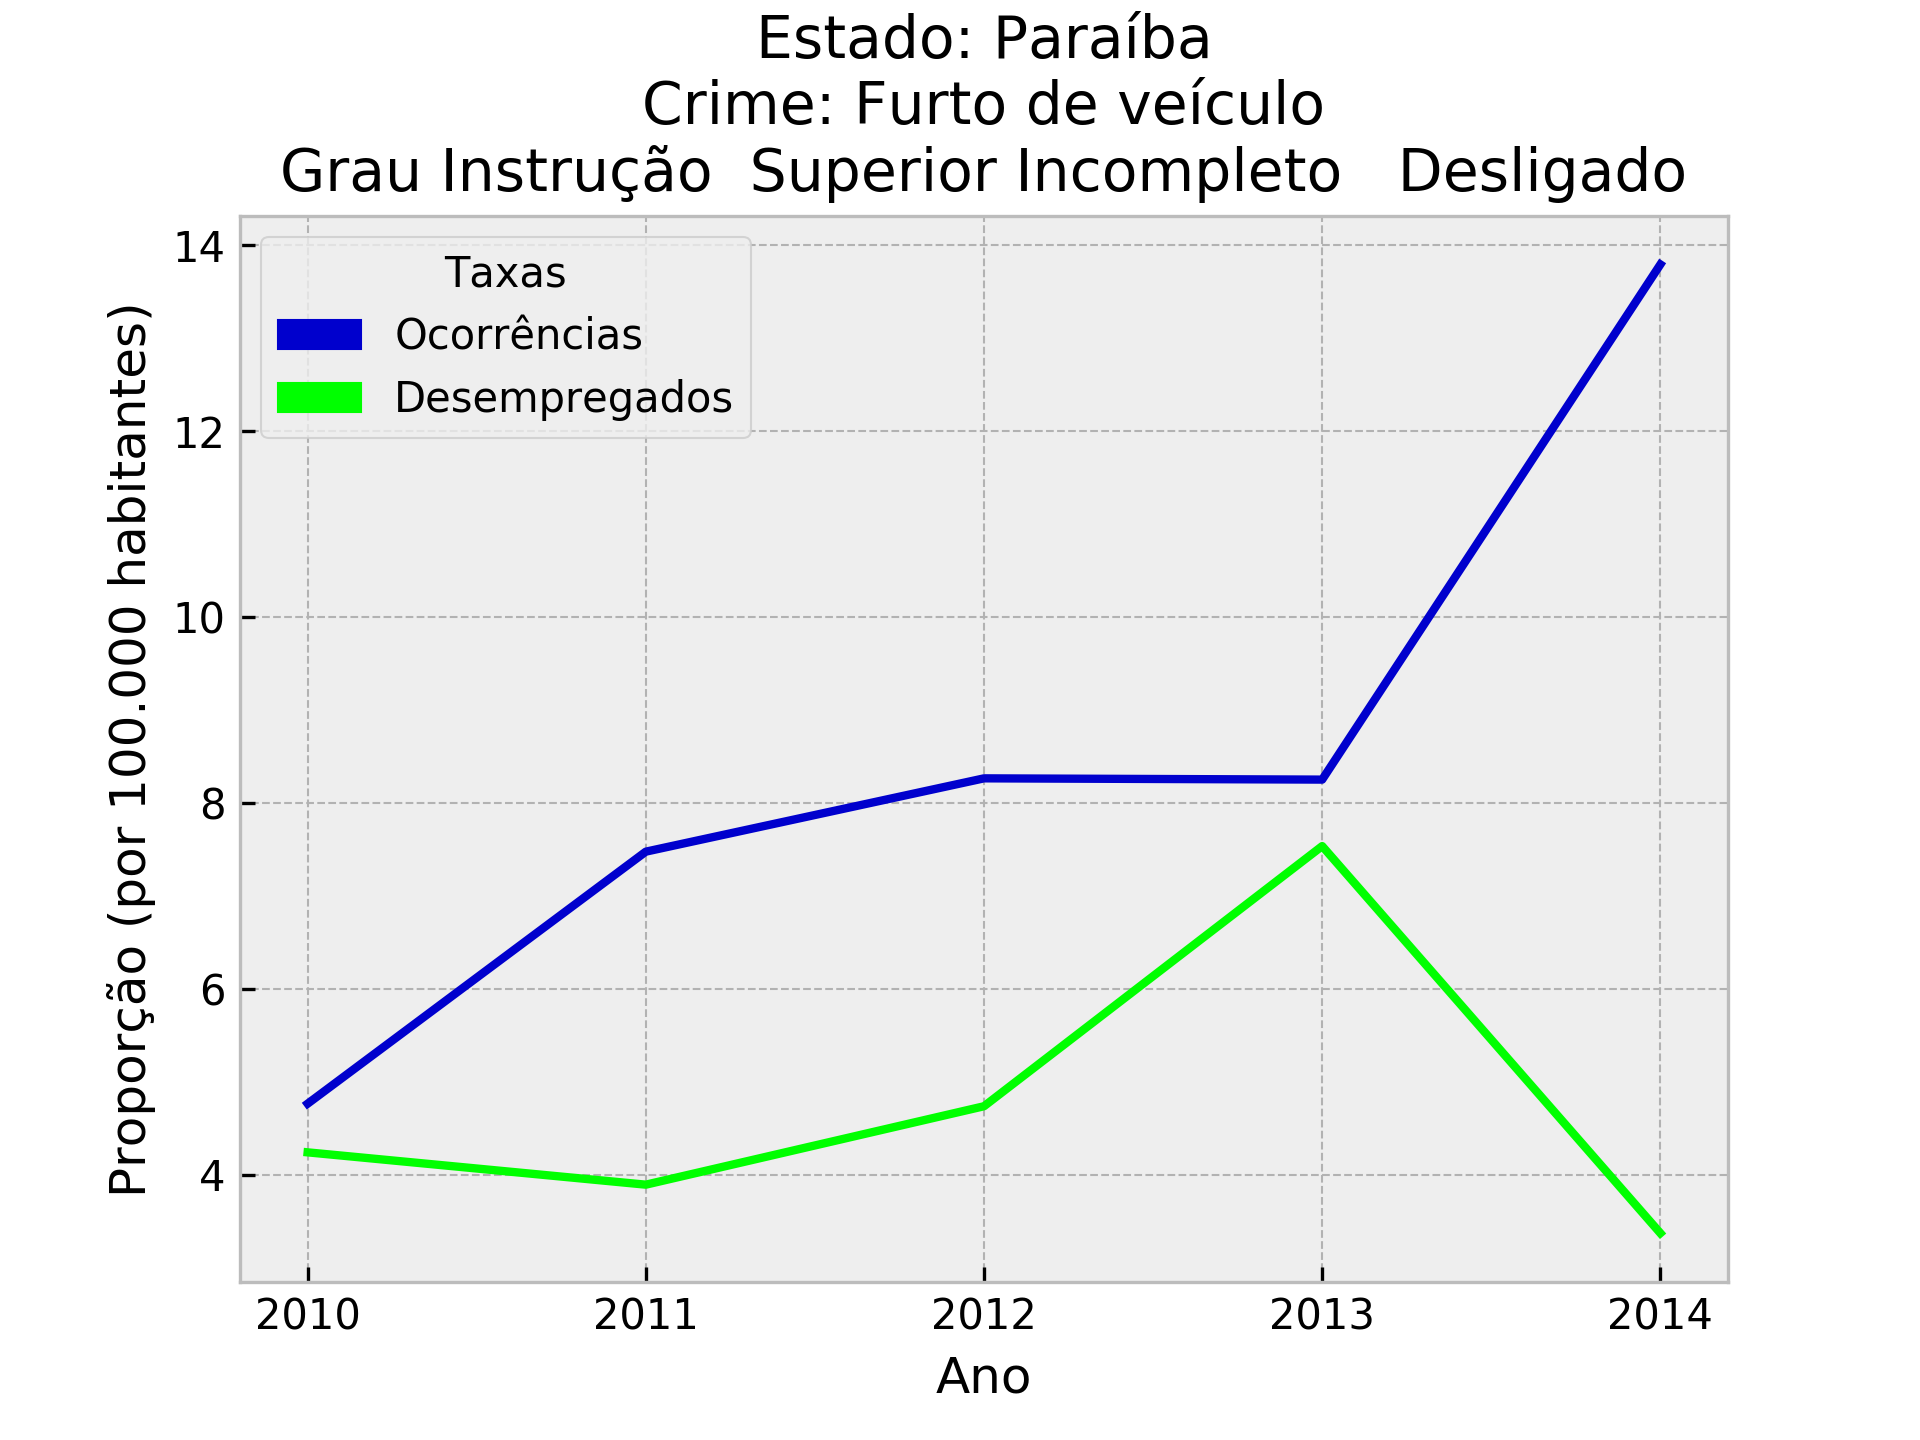 Estado: Paraíba
Crime: Furto de veículo
Grau Instrução  Superior Incompleto   Desligado
Taxas
Ocorrências
Desempregados
Proporção (por 100.000 habitantes)
14
12
10
8
6
4
2010 2011 2012 2013 2014
Ano